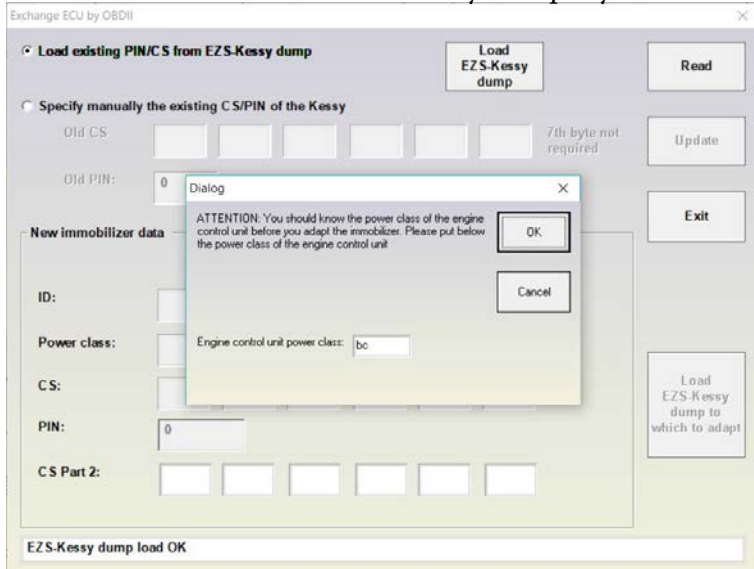 Exchange ECU by OBDII
Load existing PIN/CS from EZS-Kessy dump
Load
EZS-Kessy
dump
Read
Specify manually the existing CS/PIN of the Kessy
Old CS
7th byte not
required
Update
Old PIN:
0
Dialog
ATTENTION: You should know the power class of the engine
control unit before you adapt the immobilizer. Please put below
the power class of the engine control unit
OK
Exit
New immobilizer data
Cancel
ID:
Power class:
Engine control unit power class:
bc
CS:
Load
EZS-Kessy
dump to
which to adapt
PIN:
0
CS Part 2:
EZS-Kessy dump load OK